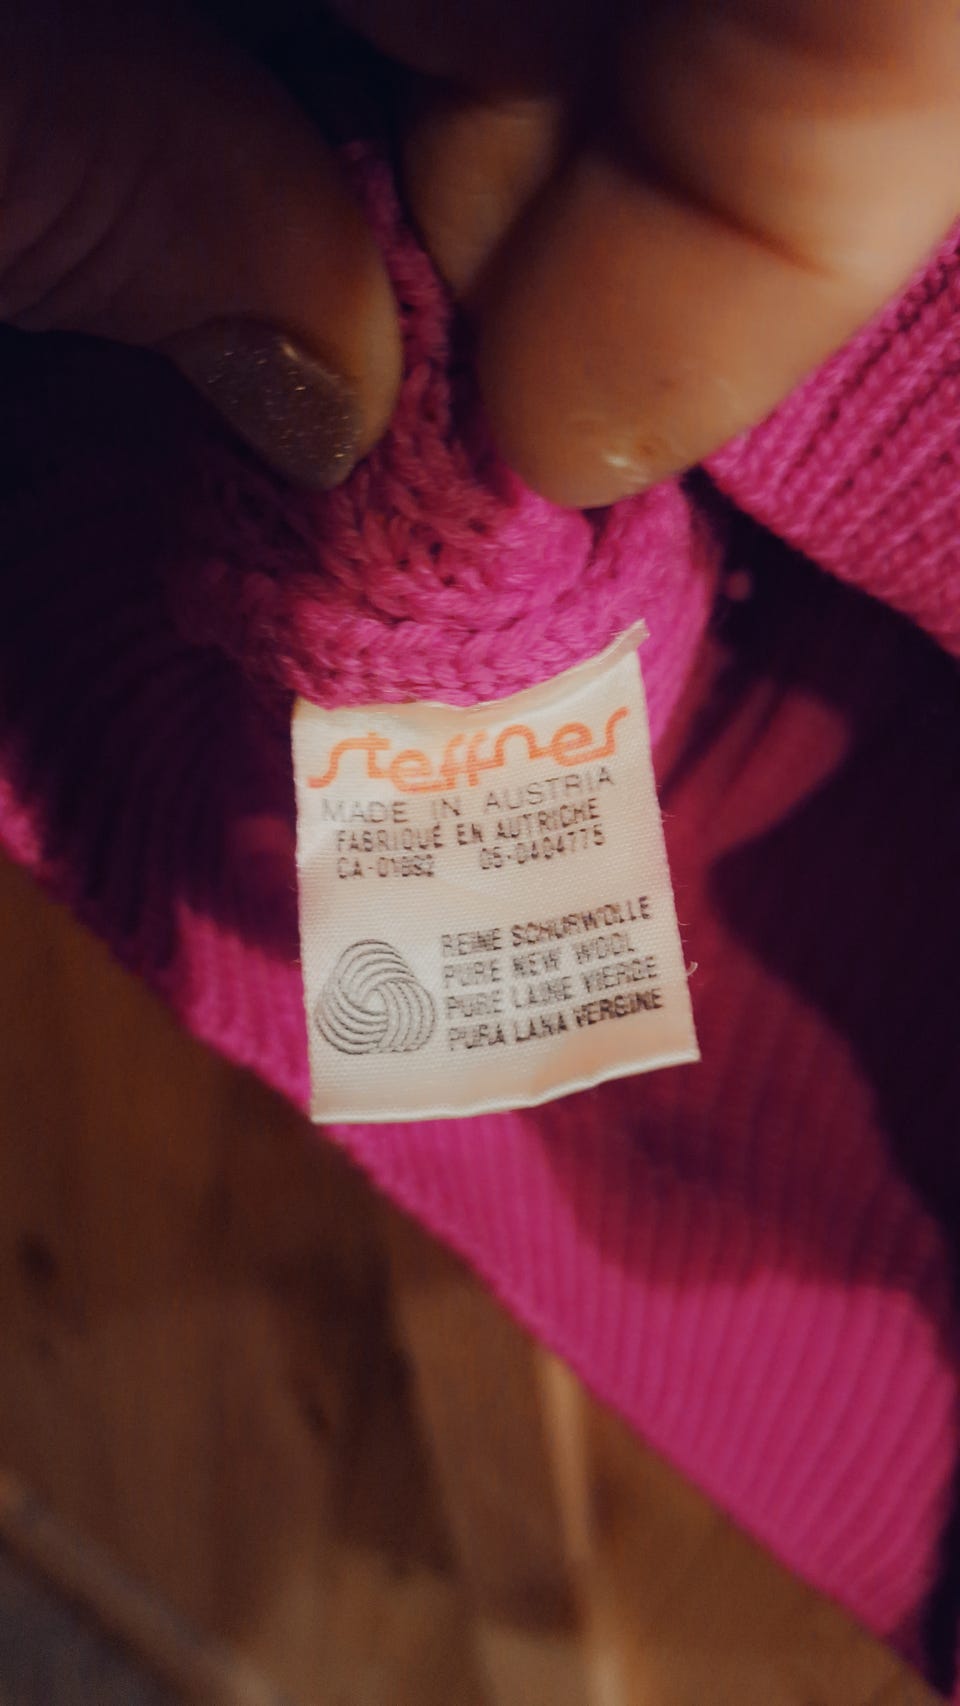 steffner
MADE IN AUSTRIA
FABRIQUÉ EN AUTRICHE
CA-01852 05-0404775
REINE SCHURWOLLE
PURE NEW WOOL
PURE LAINE VIERGE
PURA LANA VERGINE